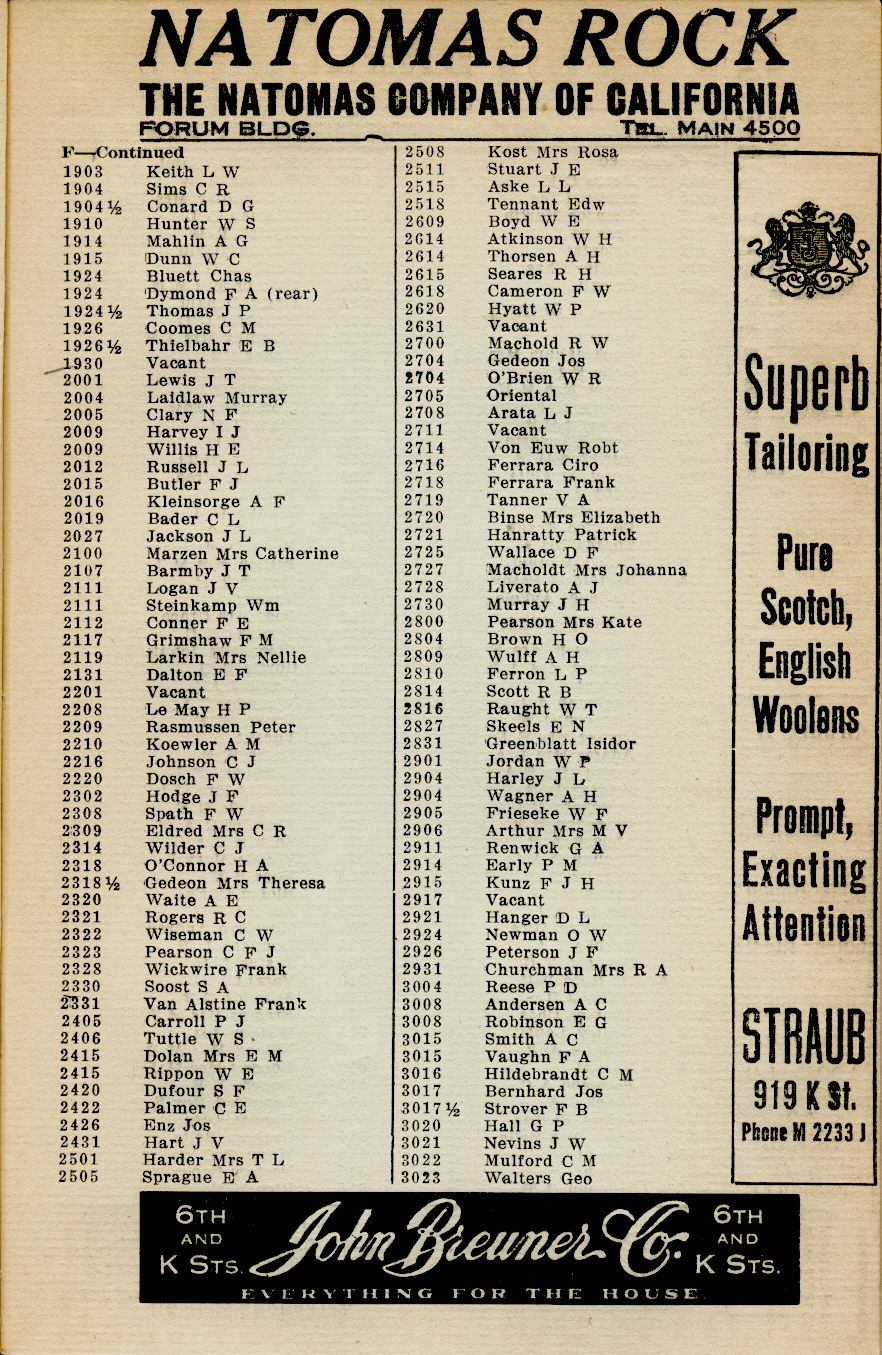 NATOMAS ROCK
THE NATOMAS COMPANY OF CALIFORNIA
FORUM BLDG. TEL. MAIN 4500
F—Continued
1903 Keith L W
1904 Sims C R
1904½ Conard D G
1910 Hunter W S
1914 Mahlin A G
1915 Dunn W C
1924 Bluett Chas
1924 Dymond F A (rear)
1924½ Thomas J P
1926 Coomes C M
1926½ Thielbahr E B
1930 Vacant
2001 Lewis J T
2004 Laidlaw Murray
2005 Clary N F
2009 Harvey I J
2009 Willis H E
2012 Russell J L
2015 Butler F J
2016 Kleinsorge A F
2019 Bader C L
2027 Jackson J L
2100 Marzen Mrs Catherine
2107 Barmby J T
2111 Logan J V
2111 Steinkamp Wm
2112 Conner F E
2117 Grimshaw F M
2119 Larkin Mrs Nellie
2131 Dalton E F
2201 Vacant
2208 Le May H P
2209 Rasmussen Peter
2210 Koewler A M
2216 Johnson C J
2220 Dosch F W
2302 Hodge J F
2308 Spath F W
2309 Eldred Mrs C R
2314 Wilder C J
2318 O'Connor H A
2318½ Gedeon Mrs Theresa
2320 Waite A E
2321 Rogers R C
2322 Wiseman C W
2323 Pearson C F J
2328 Wickwire Frank
2330 Soost S A
2331 Van Alstine Frank
2405 Carroll P J
2406 Tuttle W S
2415 Dolan Mrs E M
2415 Rippon W E
2420 Dufour S F
2422 Palmer C E
2426 Enz Jos
2431 Hart J V
2501 Harder Mrs T L
2505 Sprague E A
2508 Kost Mrs Rosa
2511 Stuart J E
2515 Aske L L
2518 Tennant Edw
2609 Boyd W E
2614 Atkinson W H
2614 Thorsen A H
2615 Seares R H
2618 Cameron F W
2620 Hyatt W P
2631 Vacant
2700 Machold R W
2704 Gedeon Jos
2704 O'Brien W R
2705 Oriental
2708 Arata L J
2711 Vacant
2714 Von Euw Robt
2716 Ferrara Ciro
2718 Ferrara Frank
2719 Tanner V A
2720 Binse Mrs Elizabeth
2721 Hanratty Patrick
2725 Wallace D F
2727 Macholdt Mrs Johanna
2728 Liverato A J
2730 Murray J H
2800 Pearson Mrs Kate
2804 Brown H O
2809 Wulff A H
2810 Ferron L P
2814 Scott R B
2816 Raught W T
2827 Skeels E N
2831 Greenblatt Isidor
2901 Jordan W P
2904 Harley J L
2904 Wagner A H
2905 Frieseke W F
2906 Arthur Mrs M V
2911 Renwick G A
2914 Early P M
2915 Kunz F J H
2917 Vacant
2921 Hanger D L
2924 Newman O W
2926 Peterson J F
2931 Churchman Mrs R A
3004 Reese P D
3008 Andersen A C
3008 Robinson E G
3015 Smith A C
3015 Vaughn F A
3016 Hildebrandt C M
3017 Bernhard Jos
3017½ Strover F B
3020 Hall G P
3021 Nevins J W
3022 Mulford C M
3023 Walters Geo
J
Superb
Tailoring
Pure
Scotch,
English
Woolens
Prompt,
Exacting
Attention
STRAUB
919 K St.
Phone M 2233 J
6TH AND K STS.
John Breuner Co.
6TH AND K STS.
EVERYTHING FOR THE HOUSE